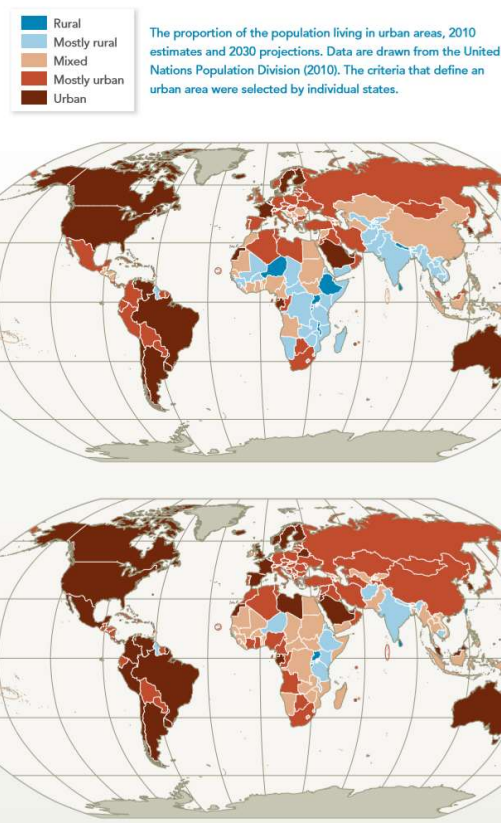 Rural
Mostly rural
Mixed
Mostly urban
Urban
The proportion of the population living in urban areas, 2010
estimates and 2030 projections. Data are drawn from the United
Nations Population Division (2010). The criteria that define an
urban area were selected by individual states.